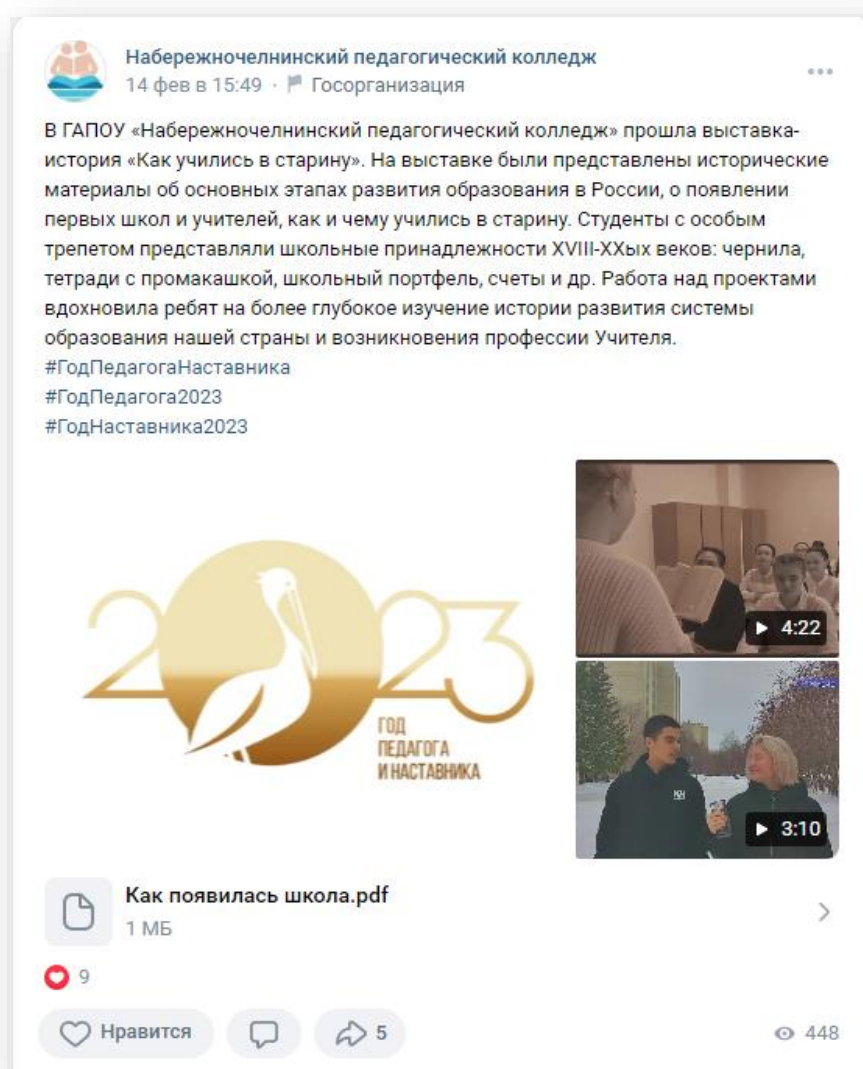 Набережночелнинский педагогический колледж
14 фев в 15:49 · Госорганизация
В ГАПОУ «Набережночелнинский педагогический колледж» прошла выставка-
история «Как учились в старину». На выставке были представлены исторические
материалы об основных этапах развития образования в России, о появлении
первых школ и учителей, как и чему учились в старину. Студенты с особым
трепетом представляли школьные принадлежности XVIII-XXых веков: чернила,
тетради с промакашкой, школьный портфель, счеты и др. Работа над проектами
вдохновила ребят на более глубокое изучение истории развития системы
образования нашей страны и возникновения профессии Учителя.
#ГодПедагогаНаставника
#ГодПедагога2023
#ГодНаставника2023
2023
ГОД
ПЕДАГОГА
И НАСТАВНИКА
4:22
3:10
Как появилась школа.pdf
1 МБ
9
Нравится
5
448